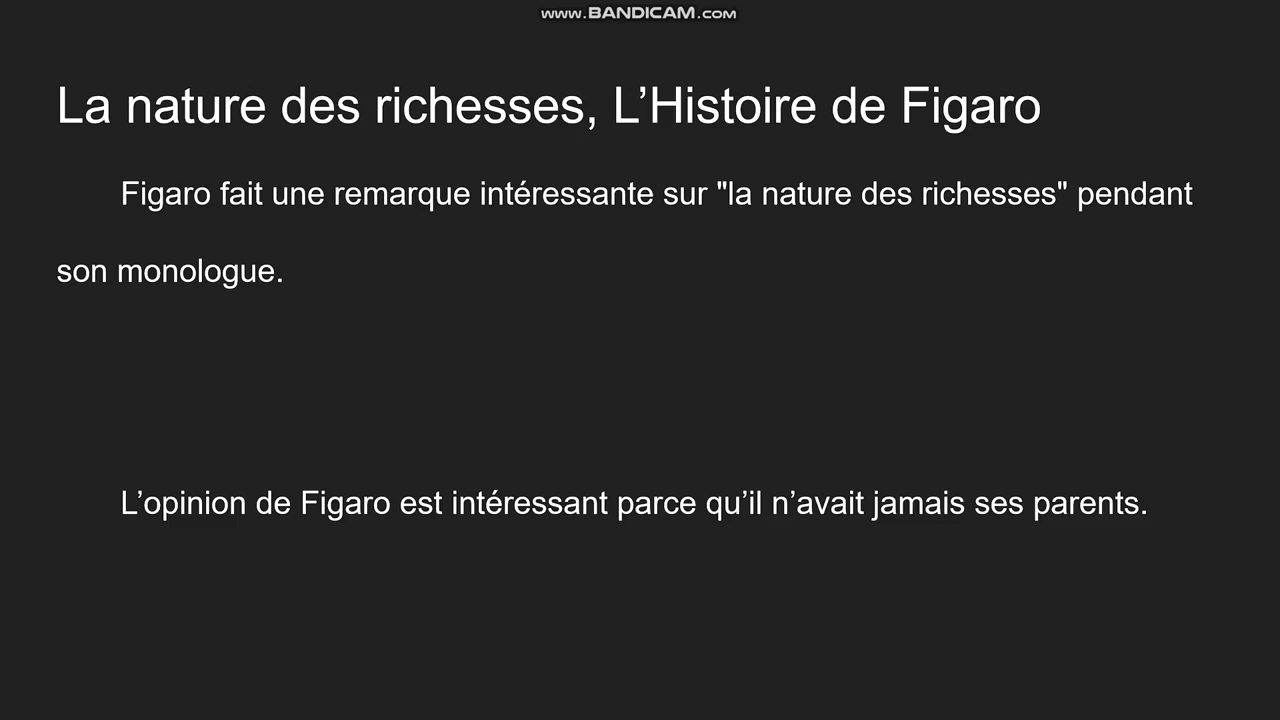 www.BANDICAM.com
La nature des richesses, L’Histoire de Figaro
Figaro fait une remarque intéressante sur "la nature des richesses" pendant
son monologue.
L’opinion de Figaro est intéressant parce qu’il n’avait jamais ses parents.